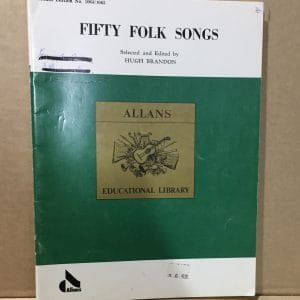 FIFTY FOLK SONGS
Selected and Edited by
HUGH BRANDON
ALLANS
EDUCATIONAL LIBRARY
Allans